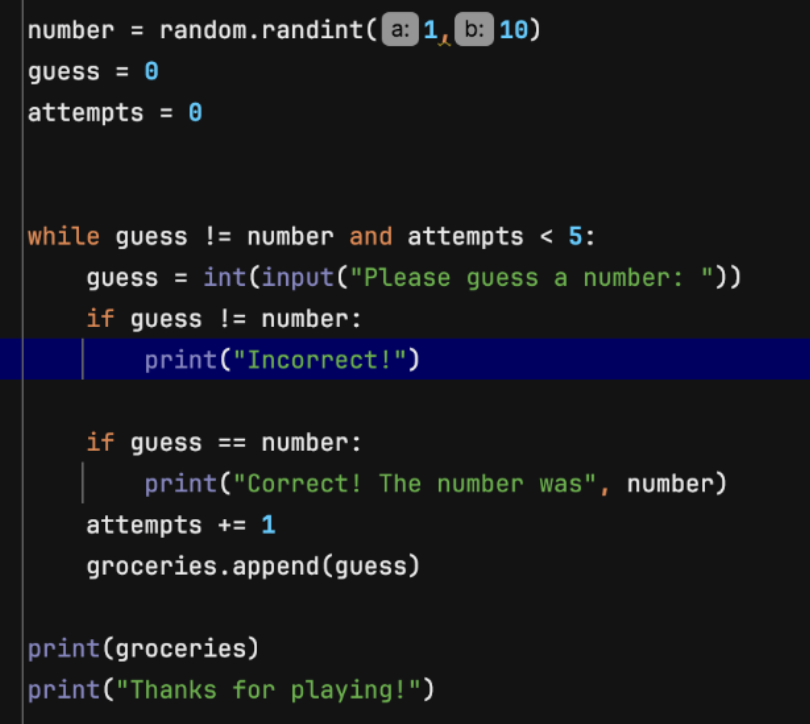 number = random.randint( a: 1, b: 10)
guess = 0
attempts = 0
while guess != number and attempts < 5:
    guess = int(input("Please guess a number: "))
    if guess != number:
        print("Incorrect!")
    if guess == number:
        print("Correct! The number was", number)
    attempts += 1
    groceries.append(guess)
print(groceries)
print("Thanks for playing!")